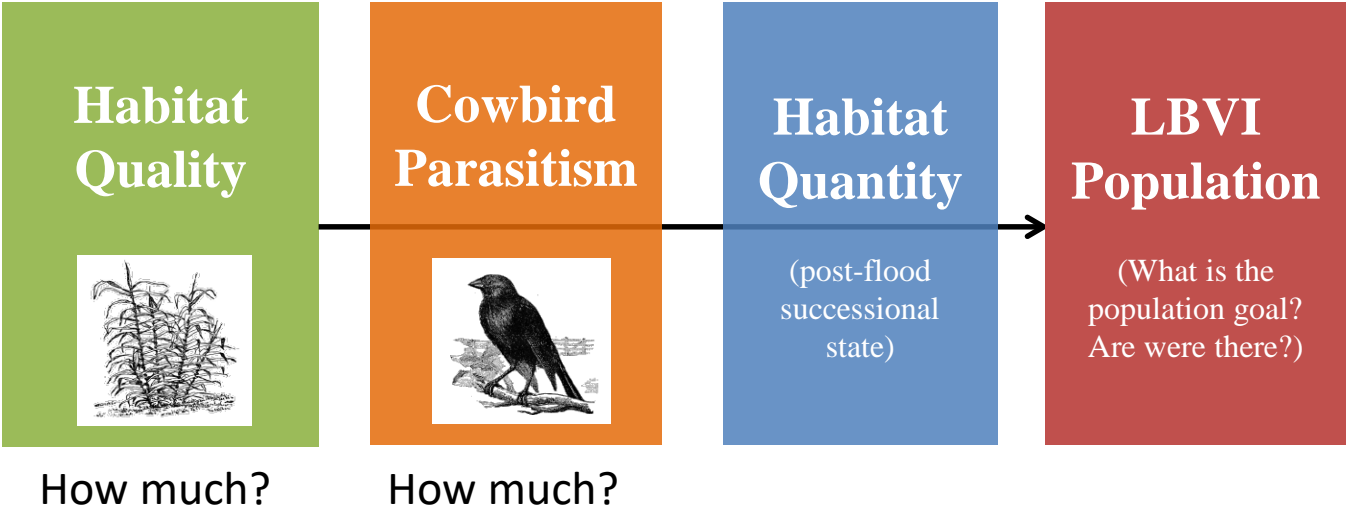 Habitat
Quality
How much?
Cowbird
Parasitism
How much?
Habitat
Quantity
(post-flood
successional
state)
LBVI
Population
(What is the
population goal?
Are were there?)